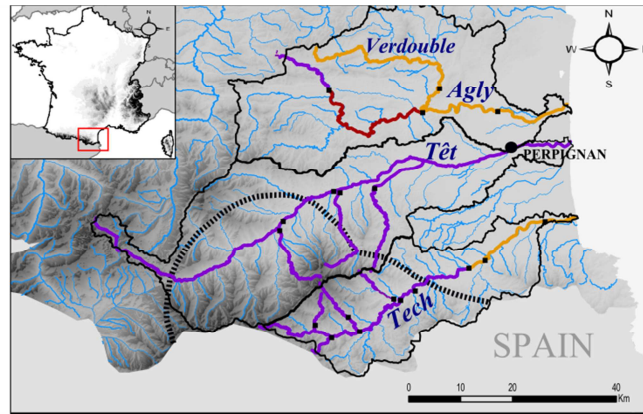 N
W E
S
Verdouble
Agly
Têt
PERPIGNAN
Tech
SPAIN
0 10 20 40
Km